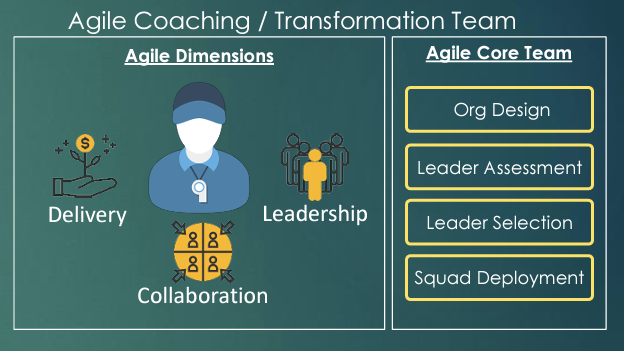 Agile Coaching / Transformation Team
Agile Dimensions
$
Delivery
Leadership
Collaboration
Agile Core Team
Org Design
Leader Assessment
Leader Selection
Squad Deployment